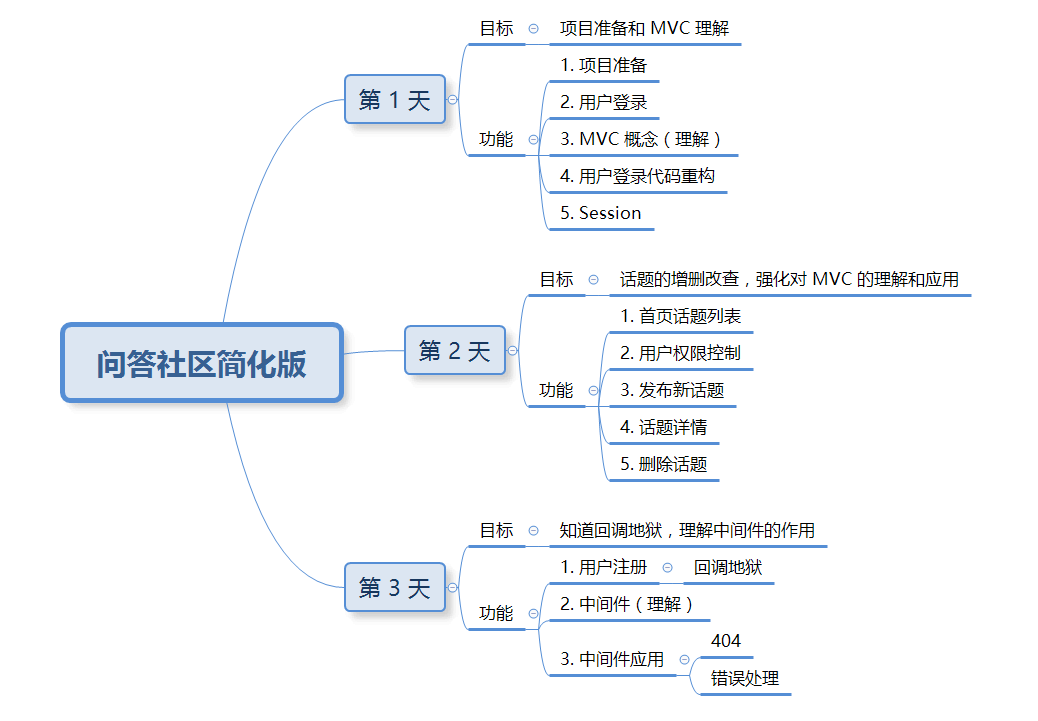 问答社区简化版
第 1 天
目标
项目准备和 MVC 理解
功能
1. 项目准备
2. 用户登录
3. MVC 概念（理解）
4. 用户登录代码重构
5. Session
第 2 天
目标
话题的增删改查，强化对 MVC 的理解和应用
功能
1. 首页话题列表
2. 用户权限控制
3. 发布新话题
4. 话题详情
5. 删除话题
第 3 天
目标
知道回调地狱，理解中间件的作用
功能
1. 用户注册
回调地狱
2. 中间件（理解）
3. 中间件应用
404
错误处理